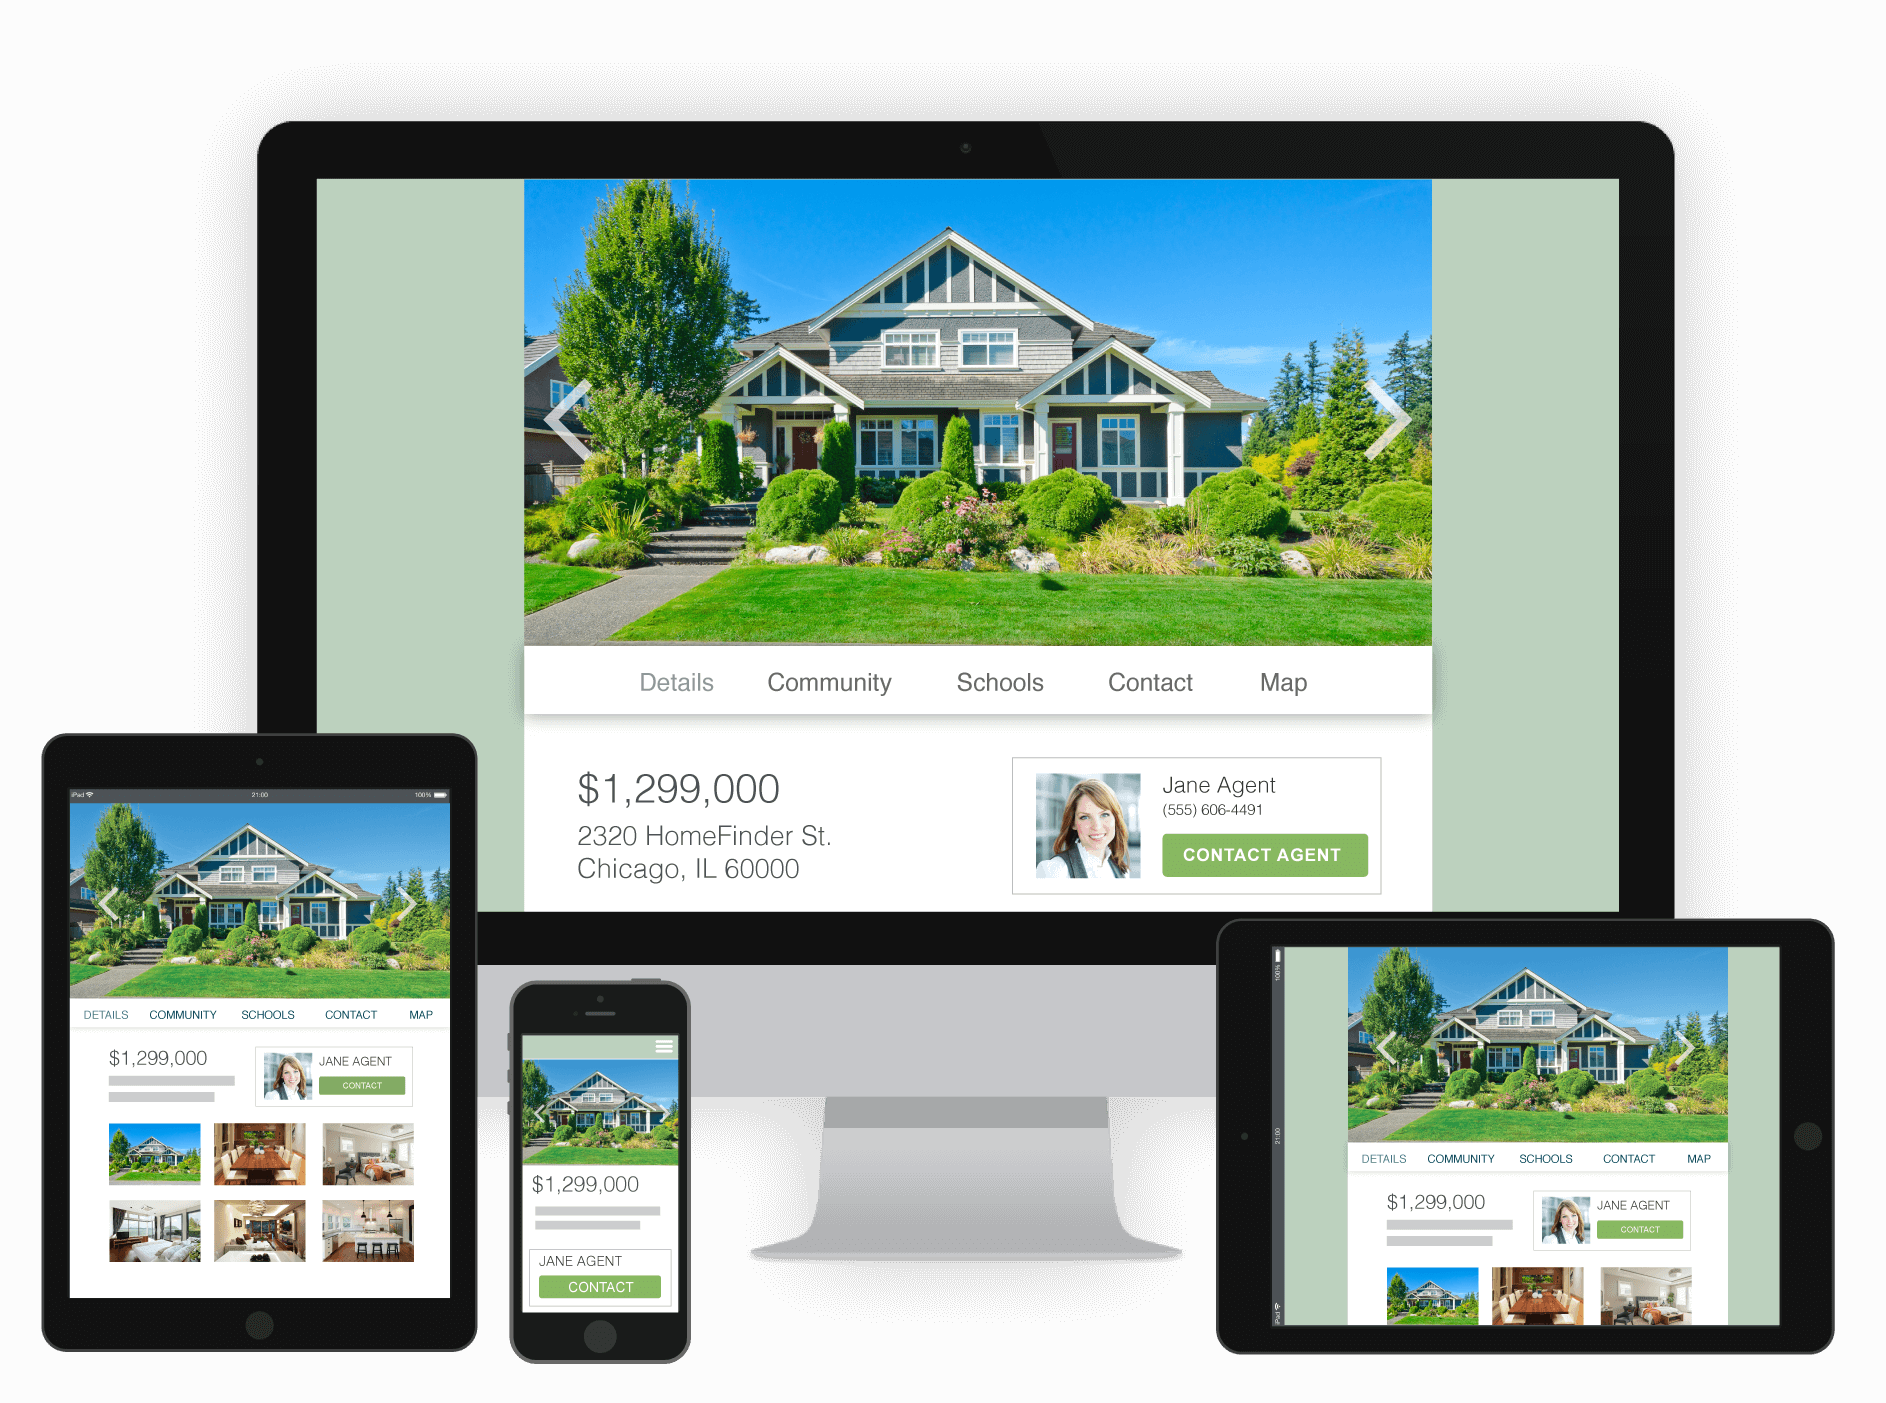 Details Community Schools Contact Map
$1,299,000
2320 HomeFinder St.
Chicago, IL 60000
Jane Agent
(555) 606-4491
CONTACT AGENT
iPad 21:00 100%
DETAILS COMMUNITY SCHOOLS CONTACT MAP
$1,299,000
JANE AGENT
CONTACT
$1,299,000
JANE AGENT
CONTACT
iPad 21:00 100%
DETAILS COMMUNITY SCHOOLS CONTACT MAP
$1,299,000
JANE AGENT
CONTACT